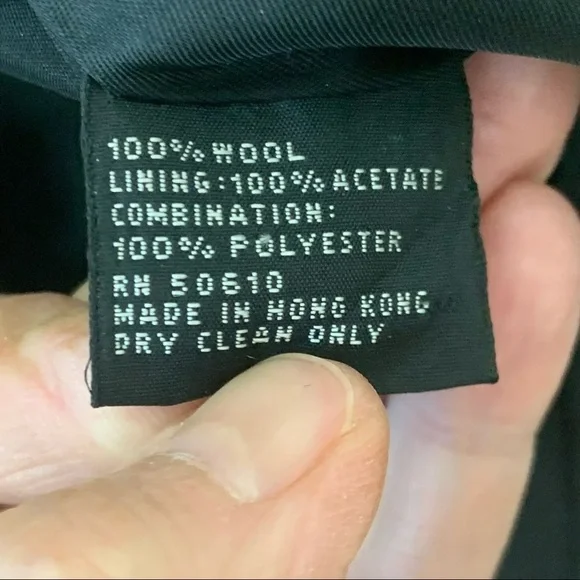 100% WOOL
LINING:100% ACETATE
COMBINATION:
100% POLYESTER
RN 50610
MADE IN HONG KONG
DRY CLEAN ONLY